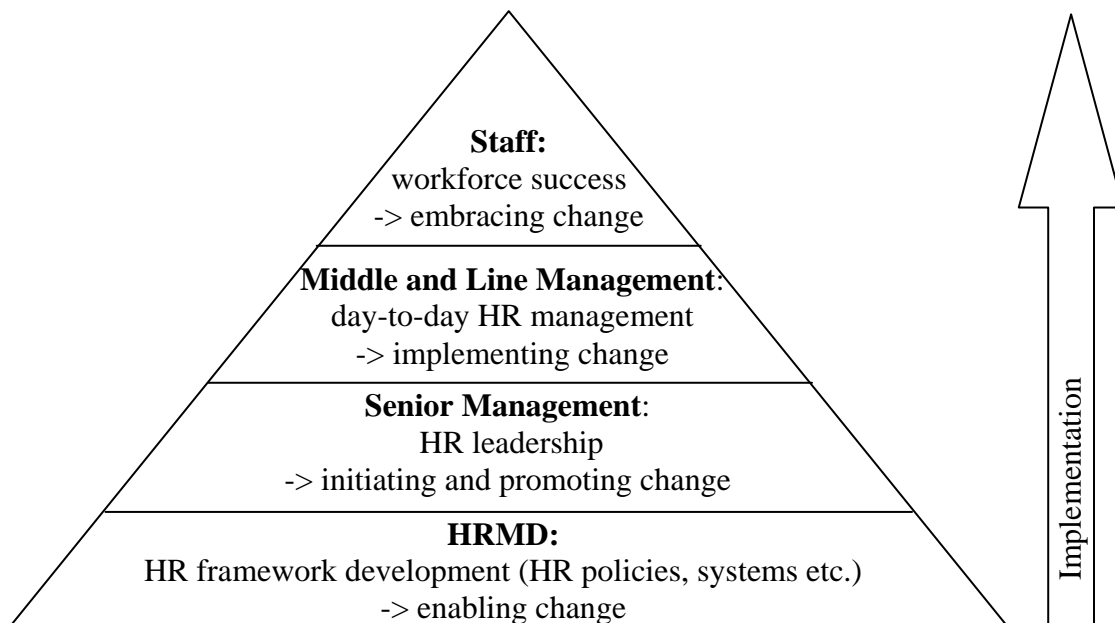 Staff:
workforce success
-> embracing change
Middle and Line Management:
day-to-day HR management
-> implementing change
Senior Management:
HR leadership
-> initiating and promoting change
HRMD:
HR framework development (HR policies, systems etc.)
-> enabling change
Implementation